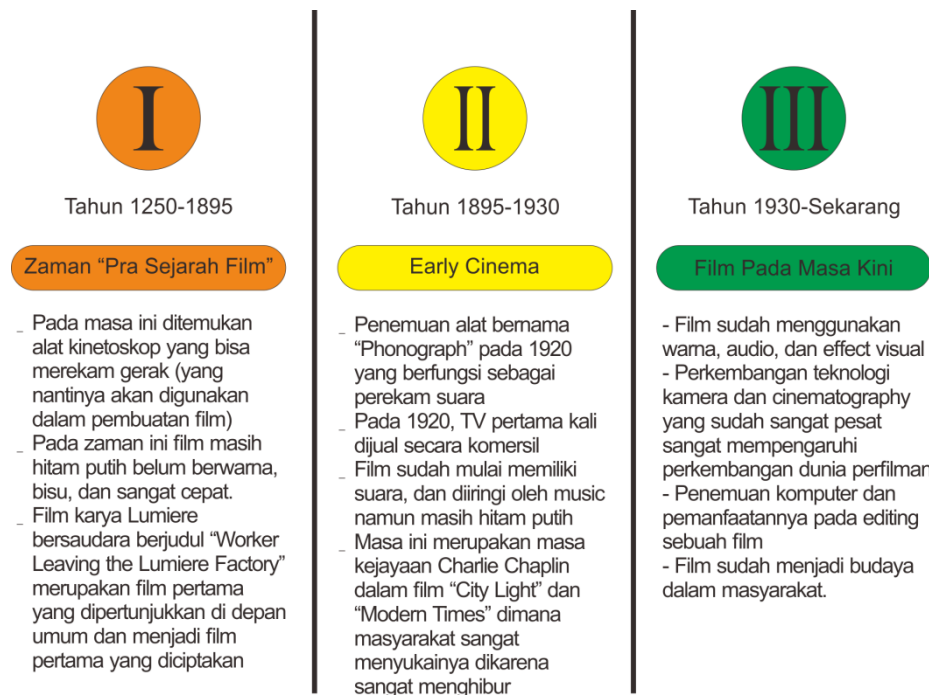 I
Tahun 1250-1895
Zaman “Pra Sejarah Film”
_ Pada masa ini ditemukan
alat kinetoskop yang bisa
merekam gerak (yang
nantinya akan digunakan
dalam pembuatan film)
_ Pada zaman ini film masih
hitam putih belum berwarna,
bisu, dan sangat cepat.
_ Film karya Lumiere
bersaudara berjudul “Worker
Leaving the Lumiere Factory”
merupakan film pertama
yang dipertunjukkan di depan
umum dan menjadi film
pertama yang diciptakan
II
Tahun 1895-1930
Early Cinema
_ Penemuan alat bernama
“Phonograph” pada 1920
yang berfungsi sebagai
perekam suara
_ Pada 1920, TV pertama kali
dijual secara komersil
_ Film sudah mulai memiliki
suara, dan diiringi oleh music
namun masih hitam putih
_ Masa ini merupakan masa
kejayaan Charlie Chaplin
dalam film “City Light” dan
“Modern Times” dimana
masyarakat sangat
menyukainya dikarena
sangat menghibur
III
Tahun 1930-Sekarang
Film Pada Masa Kini
- Film sudah menggunakan
warna, audio, dan effect visual
- Perkembangan teknologi
kamera dan cinematography
yang sudah sangat pesat
sangat mempengaruhi
perkembangan dunia perfilman
- Penemuan komputer dan
pemanfaatannya pada editing
sebuah film
- Film sudah menjadi budaya
dalam masyarakat.